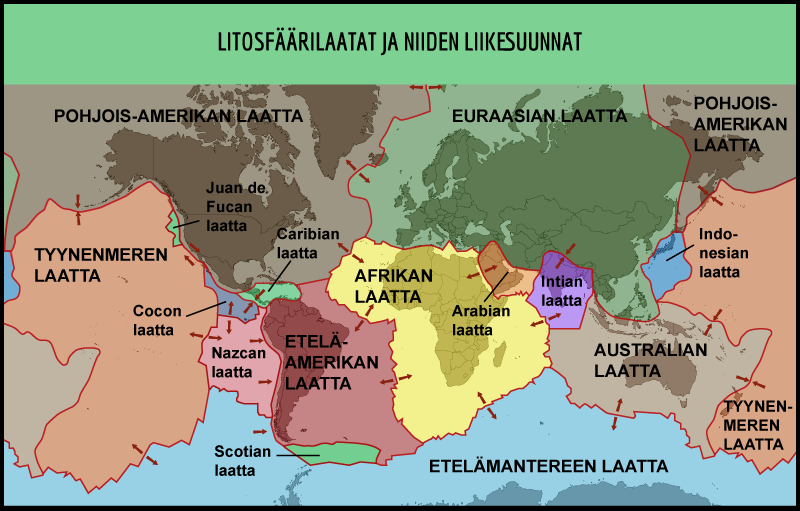 LITOSFÄÄRILAATAT JA NIIDEN LIIKESUUNNAT
POHJOIS-AMERIKAN LAATTA
EURAASIAN LAATTA
POHJOIS-
AMERIKAN
LAATTA
Juan de.
Fucan
laatta
Caribian
laatta
TYYNENMEREN
LAATTA
AFRIKAN
LAATTA
Arabian
laatta
Intian
laatta
Indo-
nesian
laatta
Cocon
laatta
Nazcan
laatta
ETELÄ-
AMERIKAN
LAATTA
AUSTRALIAN
LAATTA
TYYNEN-
MEREN
LAATTA
Scotian
laatta
ETELÄMANTEREEN LAATTA